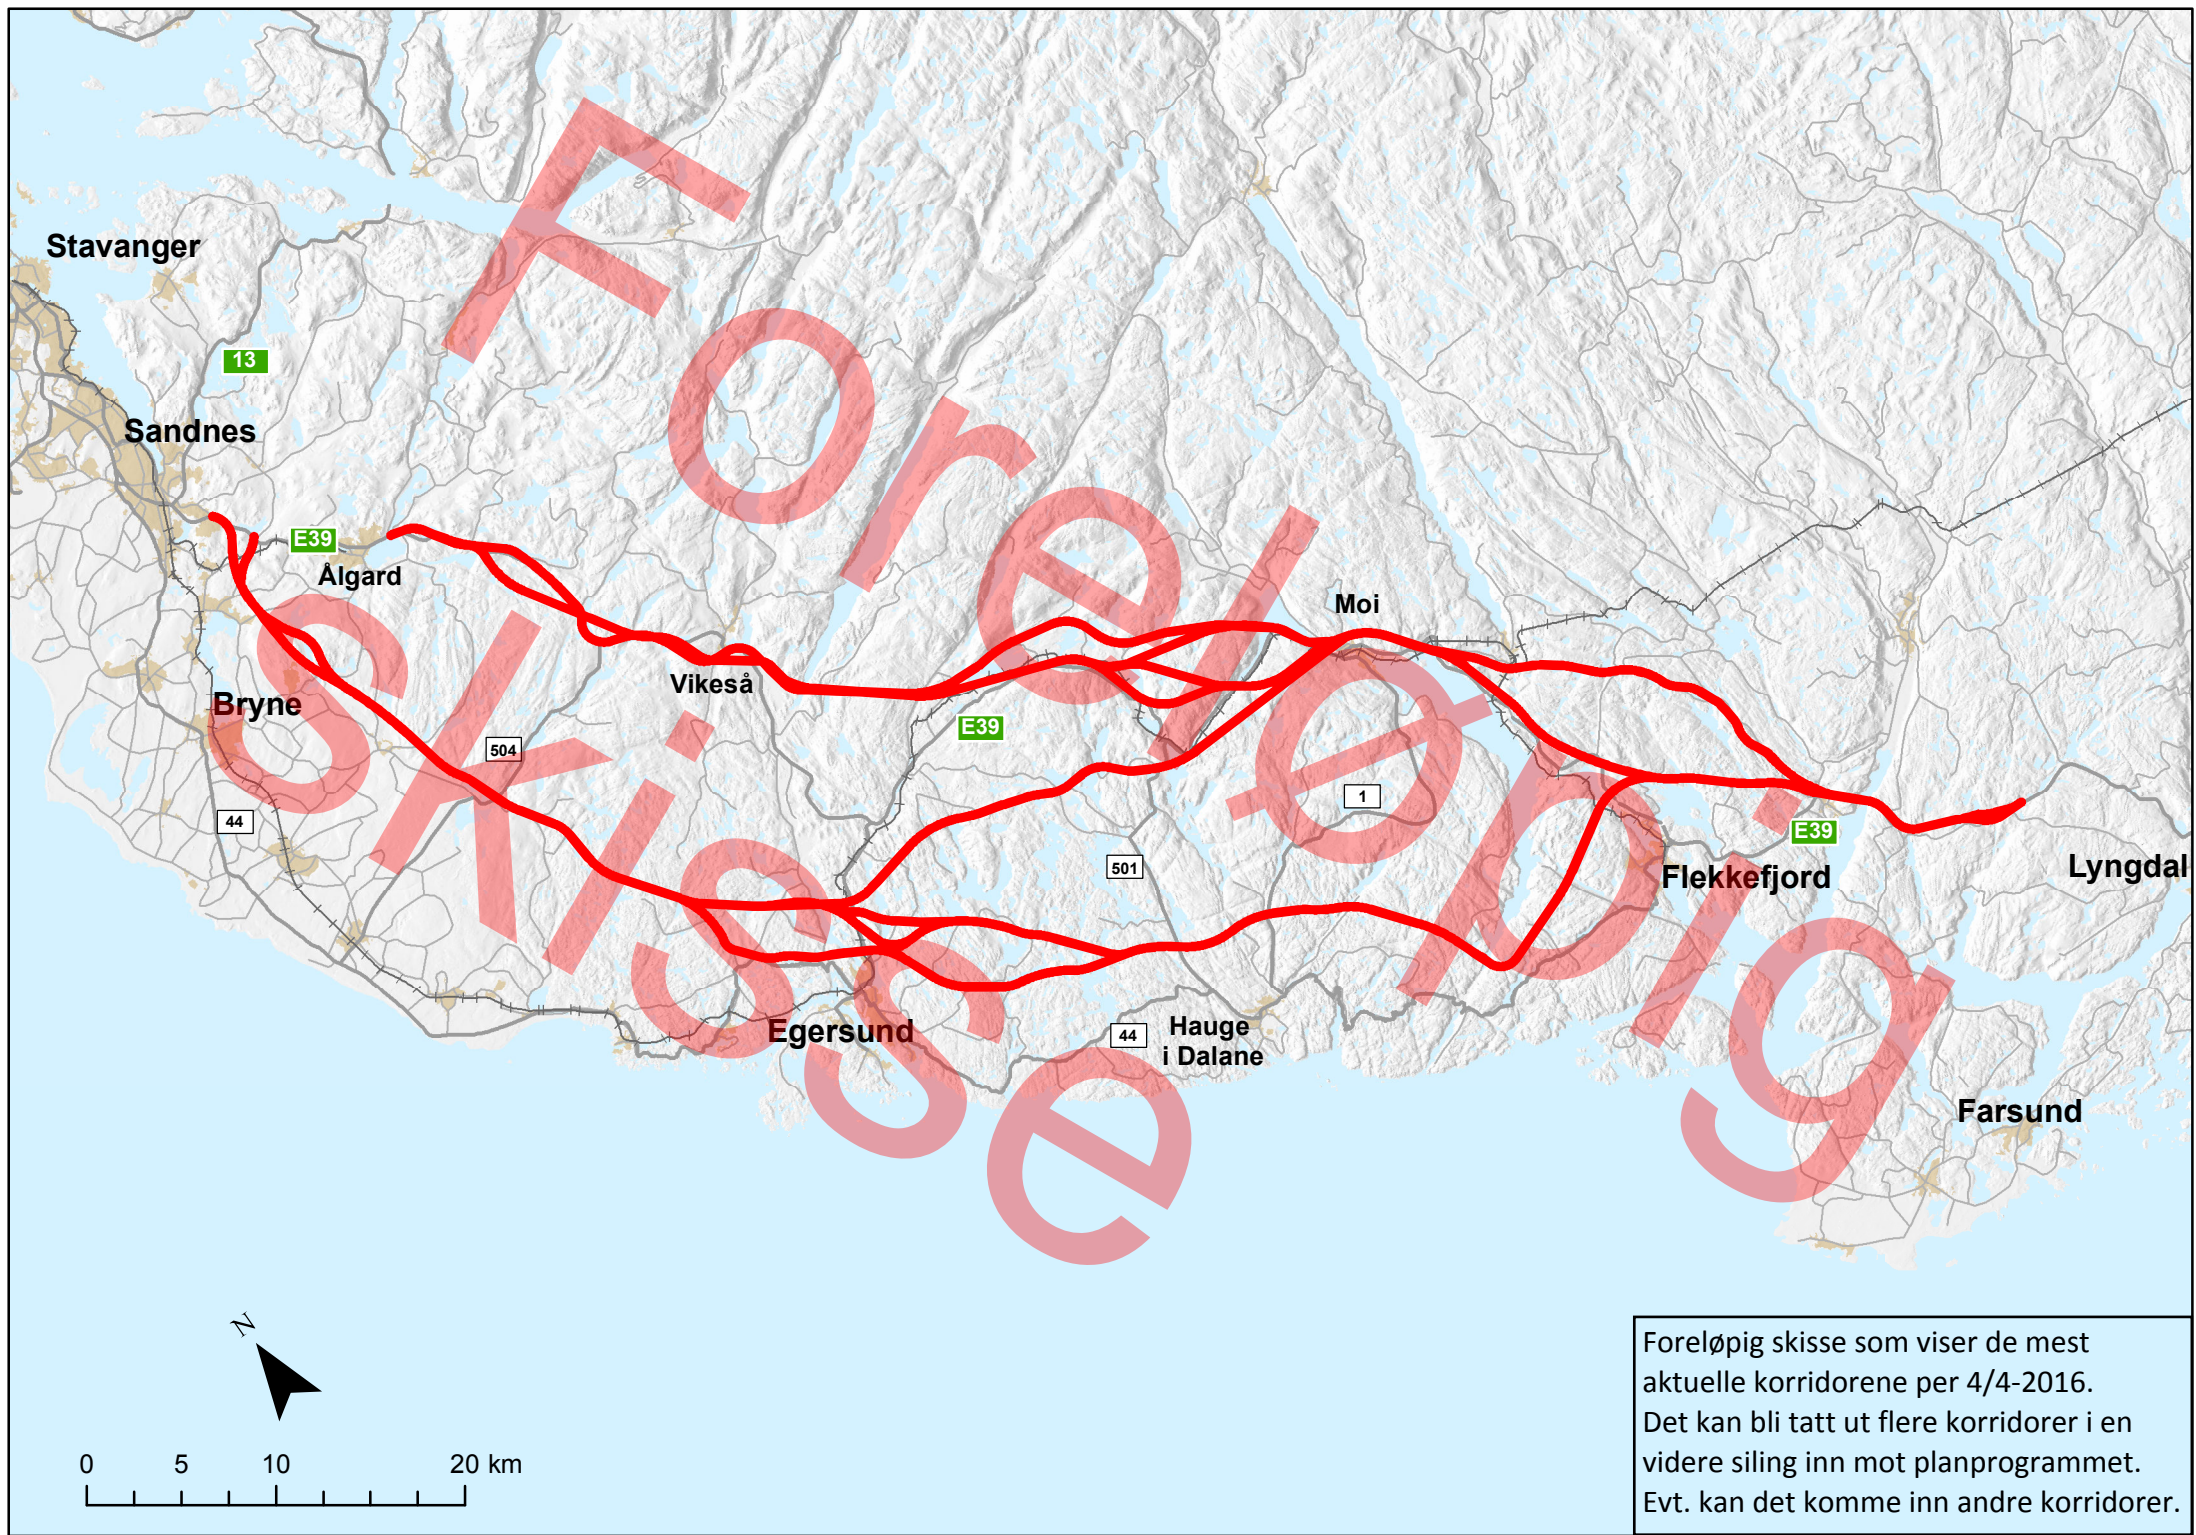 Foreløpig
skisse
Stavanger
13
Sandnes
E39
Ålgard
Moi
Vikeså
Bryne
E39
504
1
44
E39
501
Lyngdal
Flekkefjord
Egersund
44
Hauge
i Dalane
Farsund
N
0 5 10 20 km
Foreløpig skisse som viser de mest
aktuelle korridorene per 4/4-2016.
Det kan bli tatt ut flere korridorer i en
videre siling inn mot planprogrammet.
Evt. kan det komme inn andre korridorer.